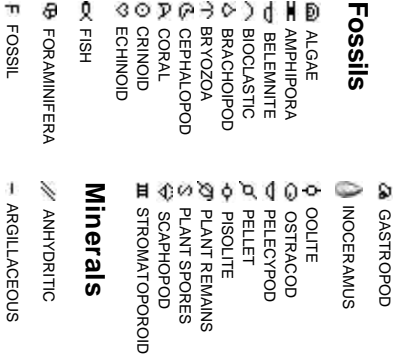 Fossils
ALGAE
AMPHIPORA
BELEMNITE
BIOCLASTIC
BRACHOIPOD
BRYOZOA
CEPHALOPOD
CORAL
CRINOID
ECHINOID
FISH
FORAMINIFERA
F FOSSIL
GASTROPOD
INOCERAMUS
OOLITE
OSTRACOD
PELECYPOD
PELLET
PISOLITE
PLANT REMAINS
PLANT SPORES
SCAPHOPOD
STROMATOPOROID
Minerals
ANHYDRITIC
ARGILLACEOUS